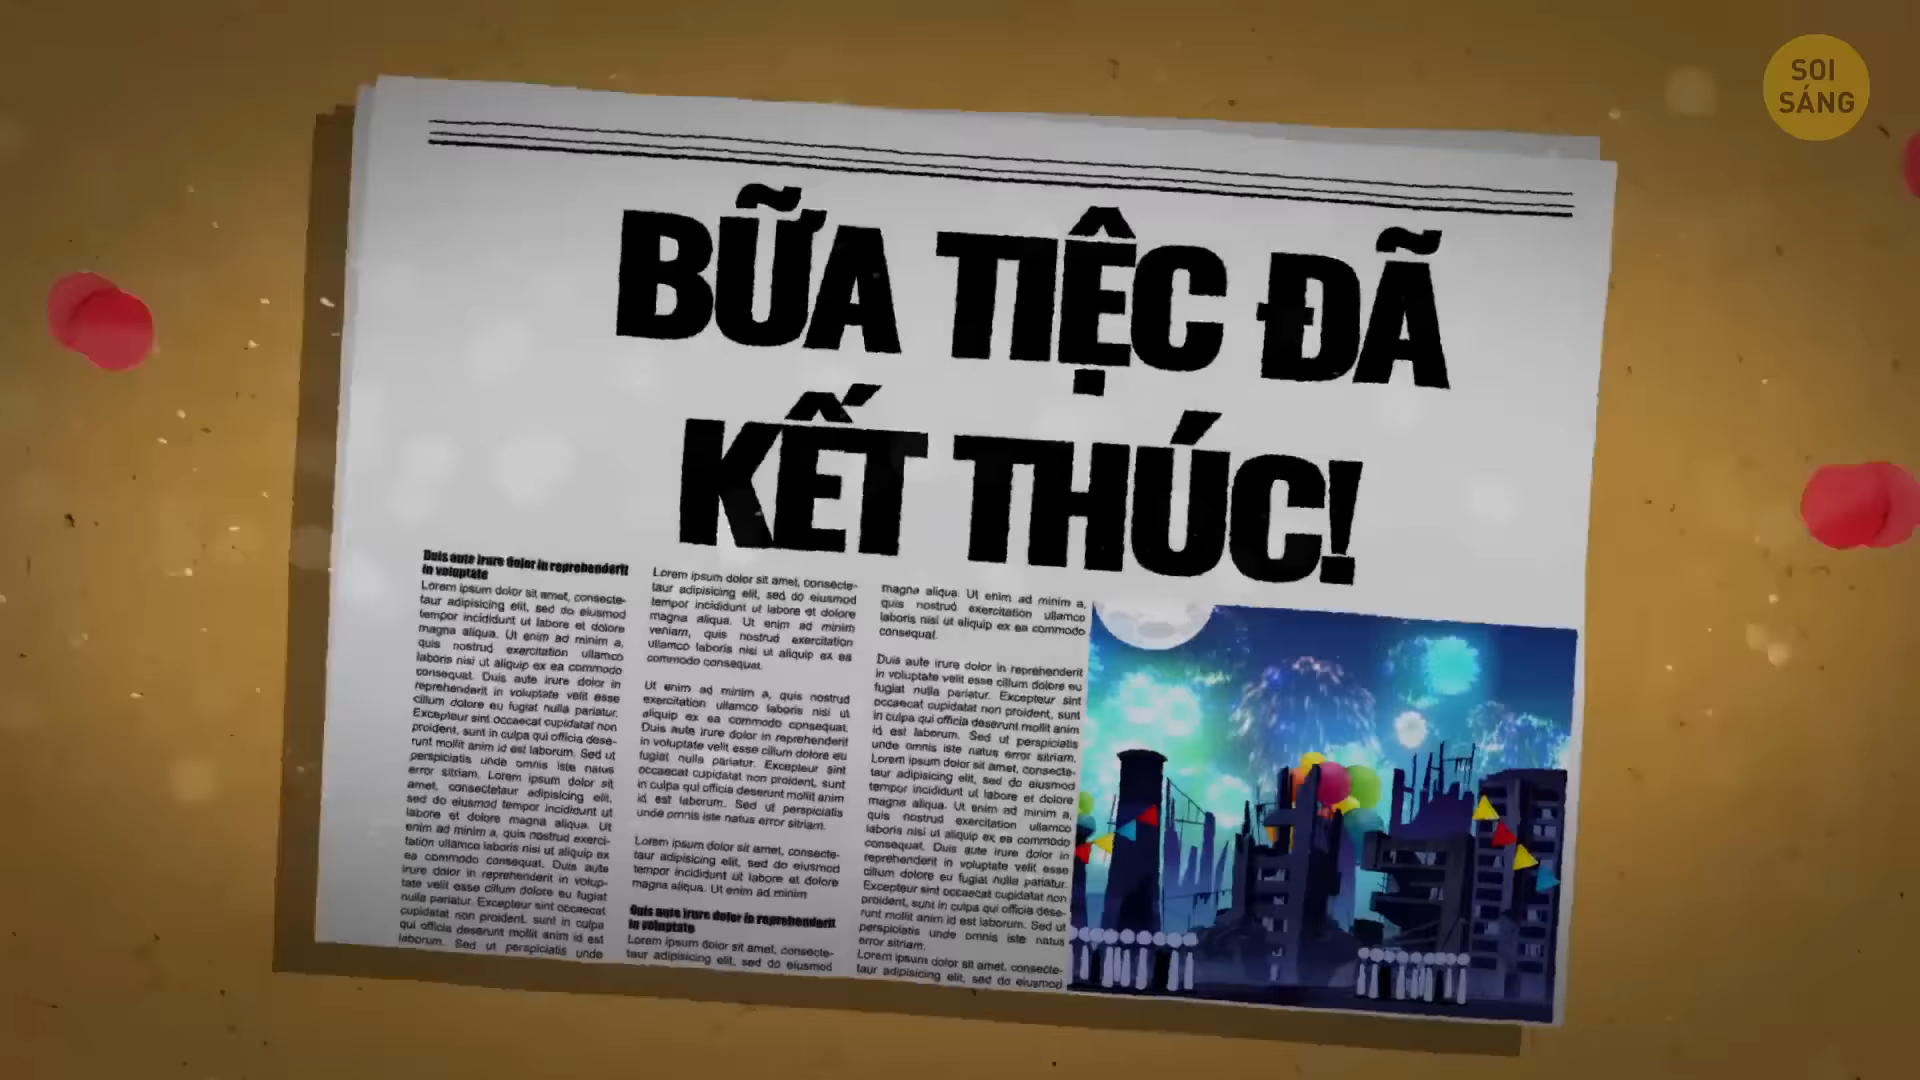 SOI
SÁNG
BỮA TIỆC ĐÃ
KẾT THÚC!
Duis aute irure dolor in reprehenderit
in voluptate
Lorem ipsum dolor sit amet, consecte-
taur adipisicing elit, sed do eiusmod
tempor incididunt ut labore et dolore
magna aliqua. Ut enim ad minim a,
quis nostrud exercitation ullamco
laboris nisi ut aliquip ex ea commodo
consequat. Duis aute irure dolor in
reprehenderit in voluptate velit esse
cillum dolore eu fugiat nulla pariatur.
Excepteur sint occaecat cupidatat non
proident, sunt in culpa qui officia dese-
runt mollit anim id est laborum. Sed ut
perspiciatis unde omnis iste natus
error sitriam. Lorem ipsum dolor sit
amet, consectetaur adipisicing elit,
sed do eiusmod tempor incididunt ut
labore et dolore magna aliqua. Ut
enim ad minim a, quis nostrud exerci-
tation ullamco laboris nisi ut aliquip ex
ea commodo consequat. Duis aute
irure dolor in reprehenderit in volup-
tate velit esse cillum dolore eu fugiat
nulla pariatur. Excepteur sint occaecat
cupidatat non proident, sunt in culpa
qui officia deserunt mollit anim id est
laborum. Sed ut perspiciatis unde
Lorem ipsum dolor sit amet, consecte-
taur adipisicing elit, sed do eiusmod
tempor incididunt ut labore et dolore
magna aliqua. Ut enim ad minim
veniam, quis nostrud exercitation
ullamco laboris nisi ut aliquip ex ea
commodo consequat.
Ut enim ad minim a, quis nostrud
exercitation ullamco laboris nisi ut
aliquip ex ea commodo consequat.
Duis aute irure dolor in reprehenderit
in voluptate velit esse cillum dolore eu
fugiat nulla pariatur. Excepteur sint
occaecat cupidatat non proident, sunt
in culpa qui officia deserunt mollit anim
id est laborum. Sed ut perspiciatis
unde omnis iste natus error sitriam.
Lorem ipsum dolor sit amet, consecte-
taur adipisicing elit, sed do eiusmod
tempor incididunt ut labore et dolore
magna aliqua. Ut enim ad minim
Duis aute irure dolor in reprehenderit
in voluptate
Lorem ipsum dolor sit amet, consecte-
taur adipisicing elit, sed do eiusmod
magna aliqua. Ut enim ad minim a,
quis nostrud exercitation ullamco
laboris nisi ut aliquip ex ea commodo
consequat.
Duis aute irure dolor in reprehenderit
in voluptate velit esse cillum dolore eu
fugiat nulla pariatur. Excepteur sint
occaecat cupidatat non proident, sunt
in culpa qui officia deserunt mollit anim
id est laborum. Sed ut perspiciatis
unde omnis iste natus error sitriam.
Lorem ipsum dolor sit amet, consecte-
taur adipisicing elit, sed do eiusmod
tempor incididunt ut labore et dolore
magna aliqua. Ut enim ad minim a,
quis nostrud exercitation ullamco
laboris nisi ut aliquip ex ea commodo
consequat. Duis aute irure dolor in
reprehenderit in voluptate velit esse
cillum dolore eu fugiat nulla pariatur.
Excepteur sint occaecat cupidatat non
proident, sunt in culpa qui officia dese-
runt mollit anim id est laborum. Sed ut
perspiciatis unde omnis iste natus
error sitriam.
Lorem ipsum dolor sit amet, consecte-
taur adipisicing elit, sed do eiusmod